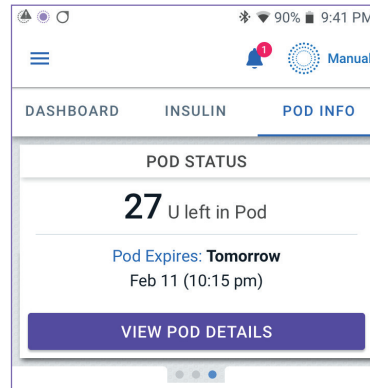 90% 9:41 PM
1
Manual
DASHBOARD INSULIN POD INFO
POD STATUS
27 U left in Pod
Pod Expires: Tomorrow
Feb 11 (10:15 pm)
VIEW POD DETAILS